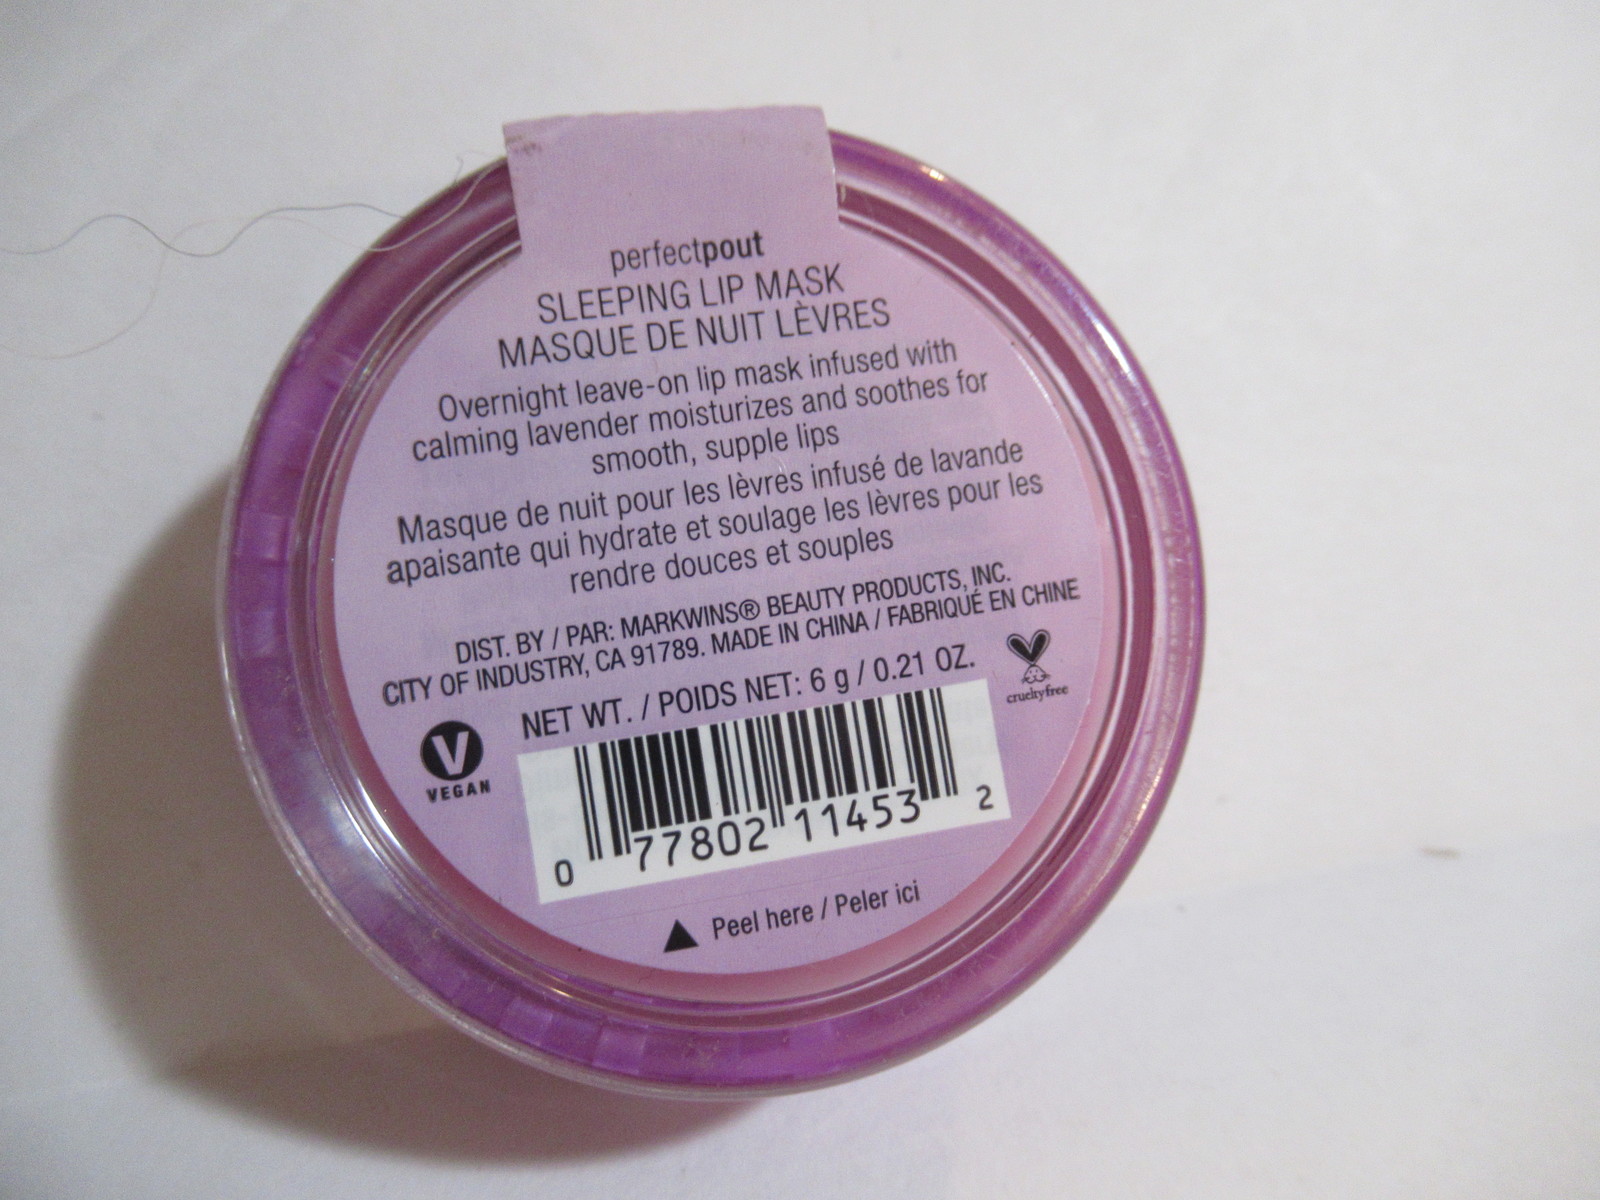 perfectpout
SLEEPING LIP MASK
MASQUE DE NUIT LÈVRES
Overnight leave-on lip mask infused with
calming lavender moisturizes and soothes for
smooth, supple lips
Masque de nuit pour les lèvres infusé de lavande
apaisante qui hydrate et soulage les lèvres pour les
rendre douces et souples
DIST. BY / PAR: MARKWINS® BEAUTY PRODUCTS, INC.
CITY OF INDUSTRY, CA 91789. MADE IN CHINA / FABRIQUÉ EN CHINE
NET WT. / POIDS NET: 6 g / 0.21 OZ.
cruelty free
V
VEGAN
0 77802 11453 2
Peel here / Peler ici